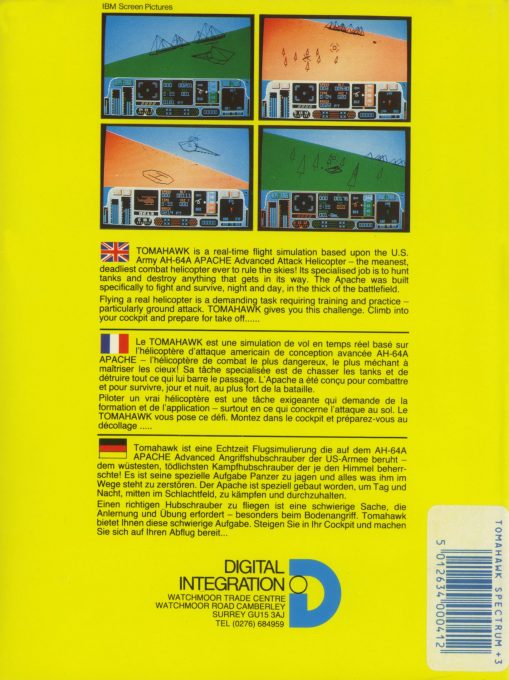 IBM Screen Pictures
TOMAHAWK is a real-time flight simulation based upon the U.S.
Army AH-64A APACHE Advanced Attack Helicopter – the meanest,
deadliest combat helicopter ever to rule the skies! Its specialised job is to hunt
tanks and destroy anything that gets in its way. The Apache was built
specifically to fight and survive, night and day, in the thick of the battlefield.
Flying a real helicopter is a demanding task requiring training and practice –
particularly ground attack. TOMAHAWK gives you this challenge. Climb into
your cockpit and prepare for take off......
Le TOMAHAWK est une simulation de vol en temps réel basé sur
l'hélicoptère d'attaque americain de conception avancée AH-64A
APACHE – l'hélicoptère de combat le plus dangereux, le plus méchant à
maîtriser les cieux! Sa tâche specialisée est de chasser les tanks et de
détruire tout ce qui lui barre le passage. L'Apache a été conçu pour combattre
et pour survivre, jour et nuit, au plus fort de la bataille.
Piloter un vrai hélicoptère est une tâche exigeante qui demande de la
formation et de l'application – surtout en ce qui concerne l'attaque au sol. Le
TOMAHAWK vous pose ce défi. Montez dans le cockpit et préparez-vous au
décollage .....
Tomahawk ist eine Echtzeit Flugsimulierung die auf dem AH-64A
APACHE Advanced Angriffshubschrauber der US-Armee beruht –
dem wüstesten, tödlichsten Kampfhubschrauber der je den Himmel beherr-
schte! Es ist seine spezielle Aufgabe Panzer zu jagen und alles was ihm im
Wege steht zu zerstören. Der Apache ist speziell gebaut worden, um Tag und
Nacht, mitten im Schlachtfeld, zu kämpfen und durchzuhalten.
Einen richtigen Hubschrauber zu fliegen ist eine schwierige Sache, die
Anlernung und Übung erfordert – besonders beim Bodenangriff. Tomahawk
bietet Ihnen diese schwierige Aufgabe. Steigen Sie in Ihr Cockpit und machen
Sie sich auf Ihren Abflug bereit...
DIGITAL
INTEGRATION
WATCHMOOR TRADE CENTRE
WATCHMOOR ROAD CAMBERLEY
SURREY GU15 3AJ
TEL (0276) 684959
TOMAHAWK SPECTRUM +3
5 012634 000412